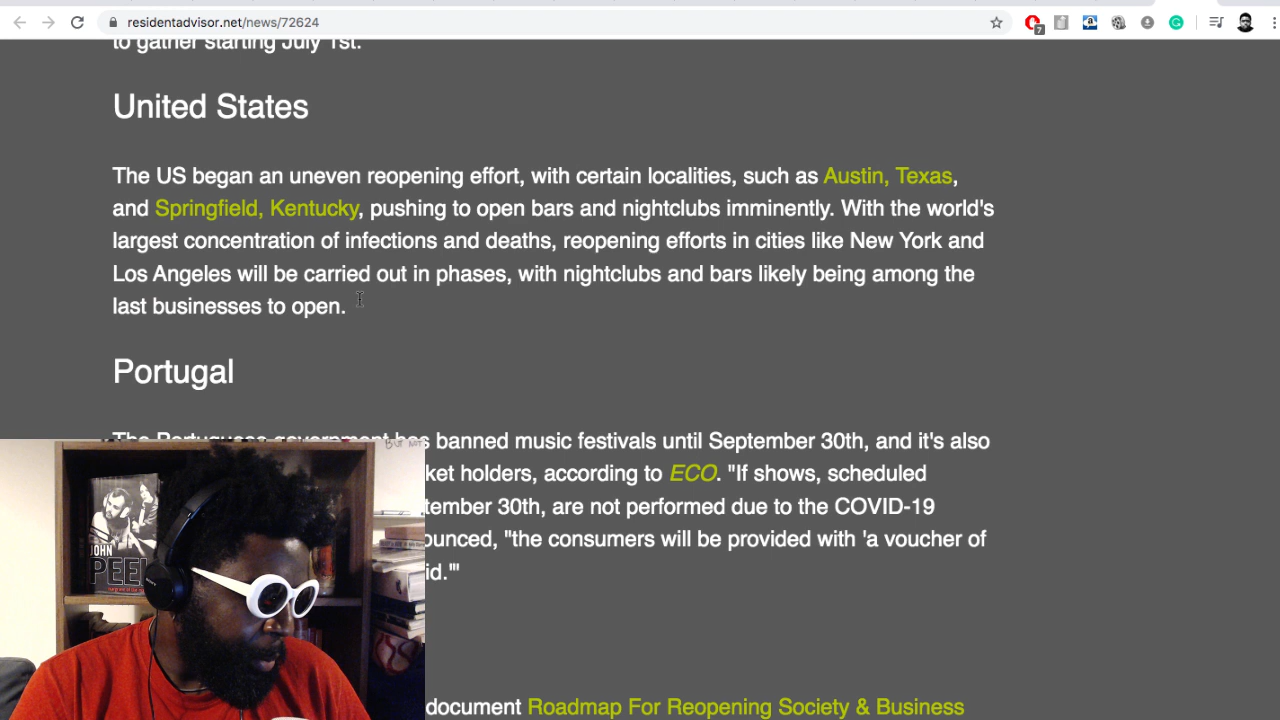 residentadvisor.net/news/72624
7
to gather starting July 1st.
United States
The US began an uneven reopening effort, with certain localities, such as Austin, Texas,
and Springfield, Kentucky, pushing to open bars and nightclubs imminently. With the world's
largest concentration of infections and deaths, reopening efforts in cities like New York and
Los Angeles will be carried out in phases, with nightclubs and bars likely being among the
last businesses to open.
Portugal
The Portuguese government has banned music festivals until September 30th, and it's also
ket holders, according to ECO. "If shows, scheduled
tember 30th, are not performed due to the COVID-19
ounced, "the consumers will be provided with 'a voucher of
id.'"
JOHN
PEEL
SONY
document Roadmap For Reopening Society & Business